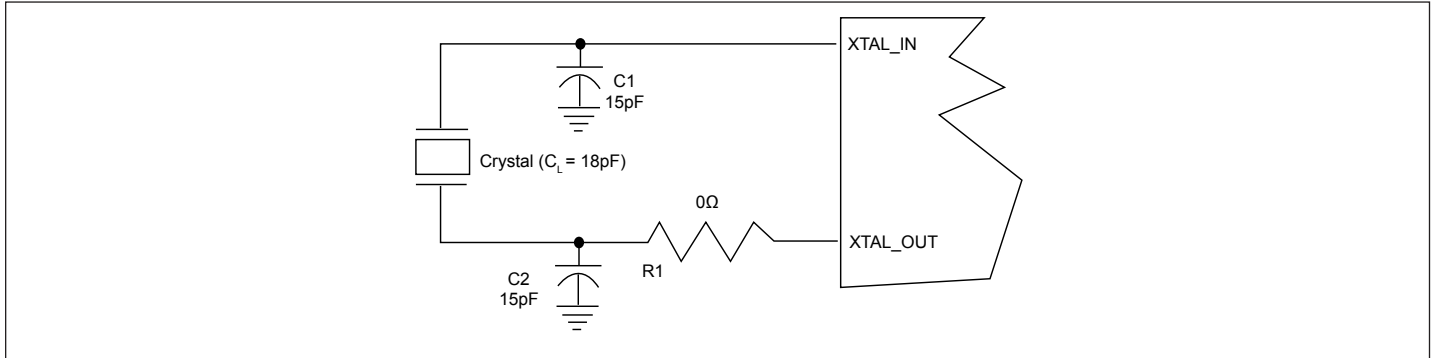 XTAL_IN
C1
15pF
Crystal (C_L = 18pF)
0Ω
XTAL_OUT
R1
C2
15pF